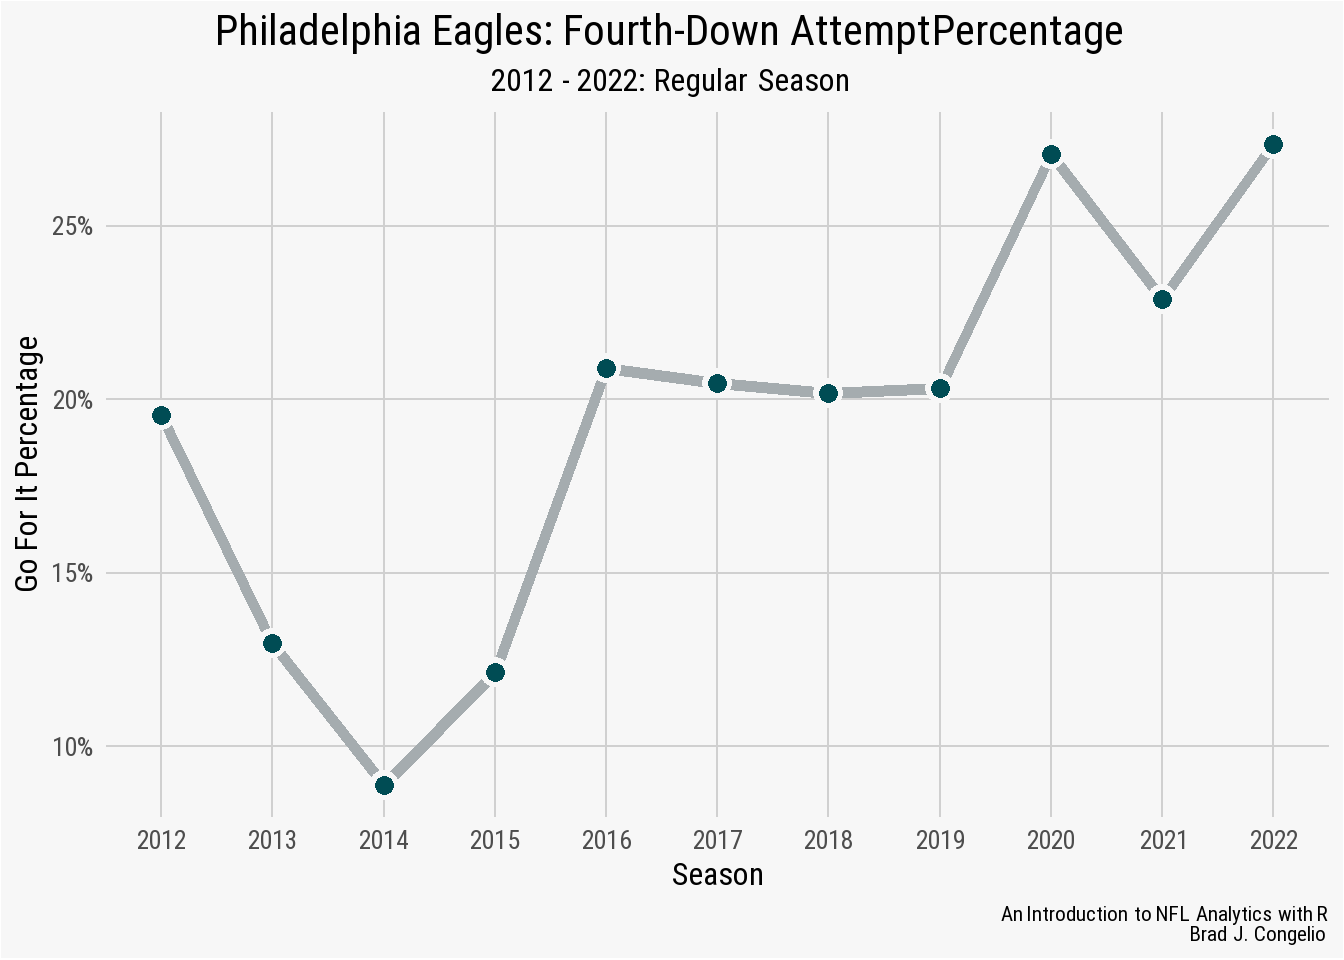 Philadelphia Eagles: Fourth-Down AttemptPercentage
2012 - 2022: Regular Season
Go For It Percentage
25%
20%
15%
10%
2012 2013 2014 2015 2016 2017 2018 2019 2020 2021 2022
Season
An Introduction to NFL Analytics with R
Brad J. Congelio